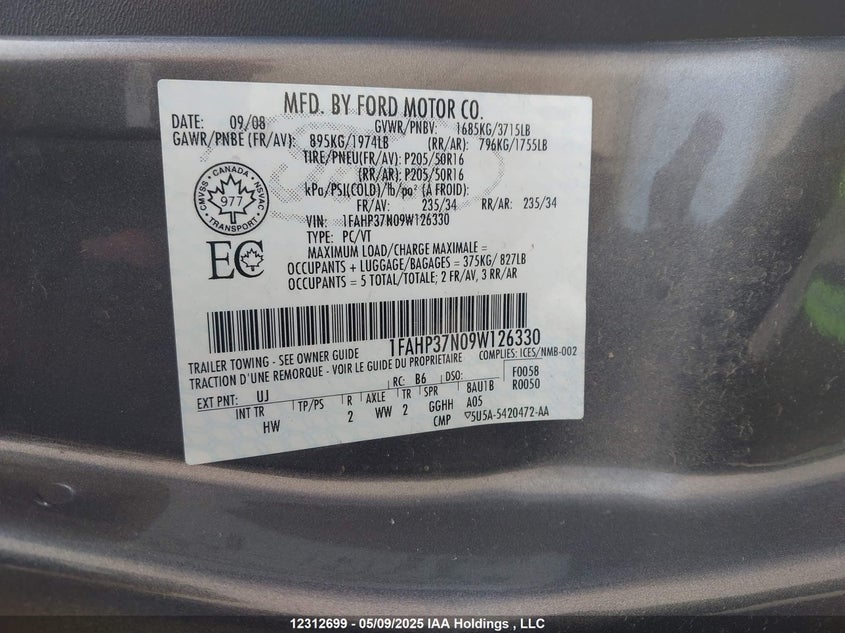 MFD. BY FORD MOTOR CO.
DATE: 09/08 GVWR/PNBV: 1685KG/3715LB
GAWR/PNBE (FR/AV): 895KG/1974LB (RR/AR): 796KG/1755LB
TIRE/PNEU(FR/AV): P205/50R16
(RR/AR): P205/50R16
kPa/PSI(COLD)/lb/po² (A FROID):
FR/AV: 235/34 RR/AR: 235/34
CMVSS · CANADA · NSVAC
977
TRANSPORT
VIN: 1FAHP37N09W126330
TYPE: PC/VT
EC
MAXIMUM LOAD/CHARGE MAXIMALE =
OCCUPANTS + LUGGAGE/BAGAGES = 375KG/ 827LB
OCCUPANTS = 5 TOTAL/TOTALE; 2 FR/AV, 3 RR/AR
1FAHP37N09W126330
TRAILER TOWING - SEE OWNER GUIDE COMPLIES: ICES/NMB-002
TRACTION D'UNE REMORQUE - VOIR LE GUIDE DU PROPRIETAIRE
EXT PNT: UJ RC: B6 DSO: F0058
INT TR TP/PS R AXLE TR SPR 8AU1B R0050
HW 2 WW 2 GGHH A05
CMP ▽5U5A-5420472-AA
12312699 - 05/09/2025 IAA Holdings , LLC